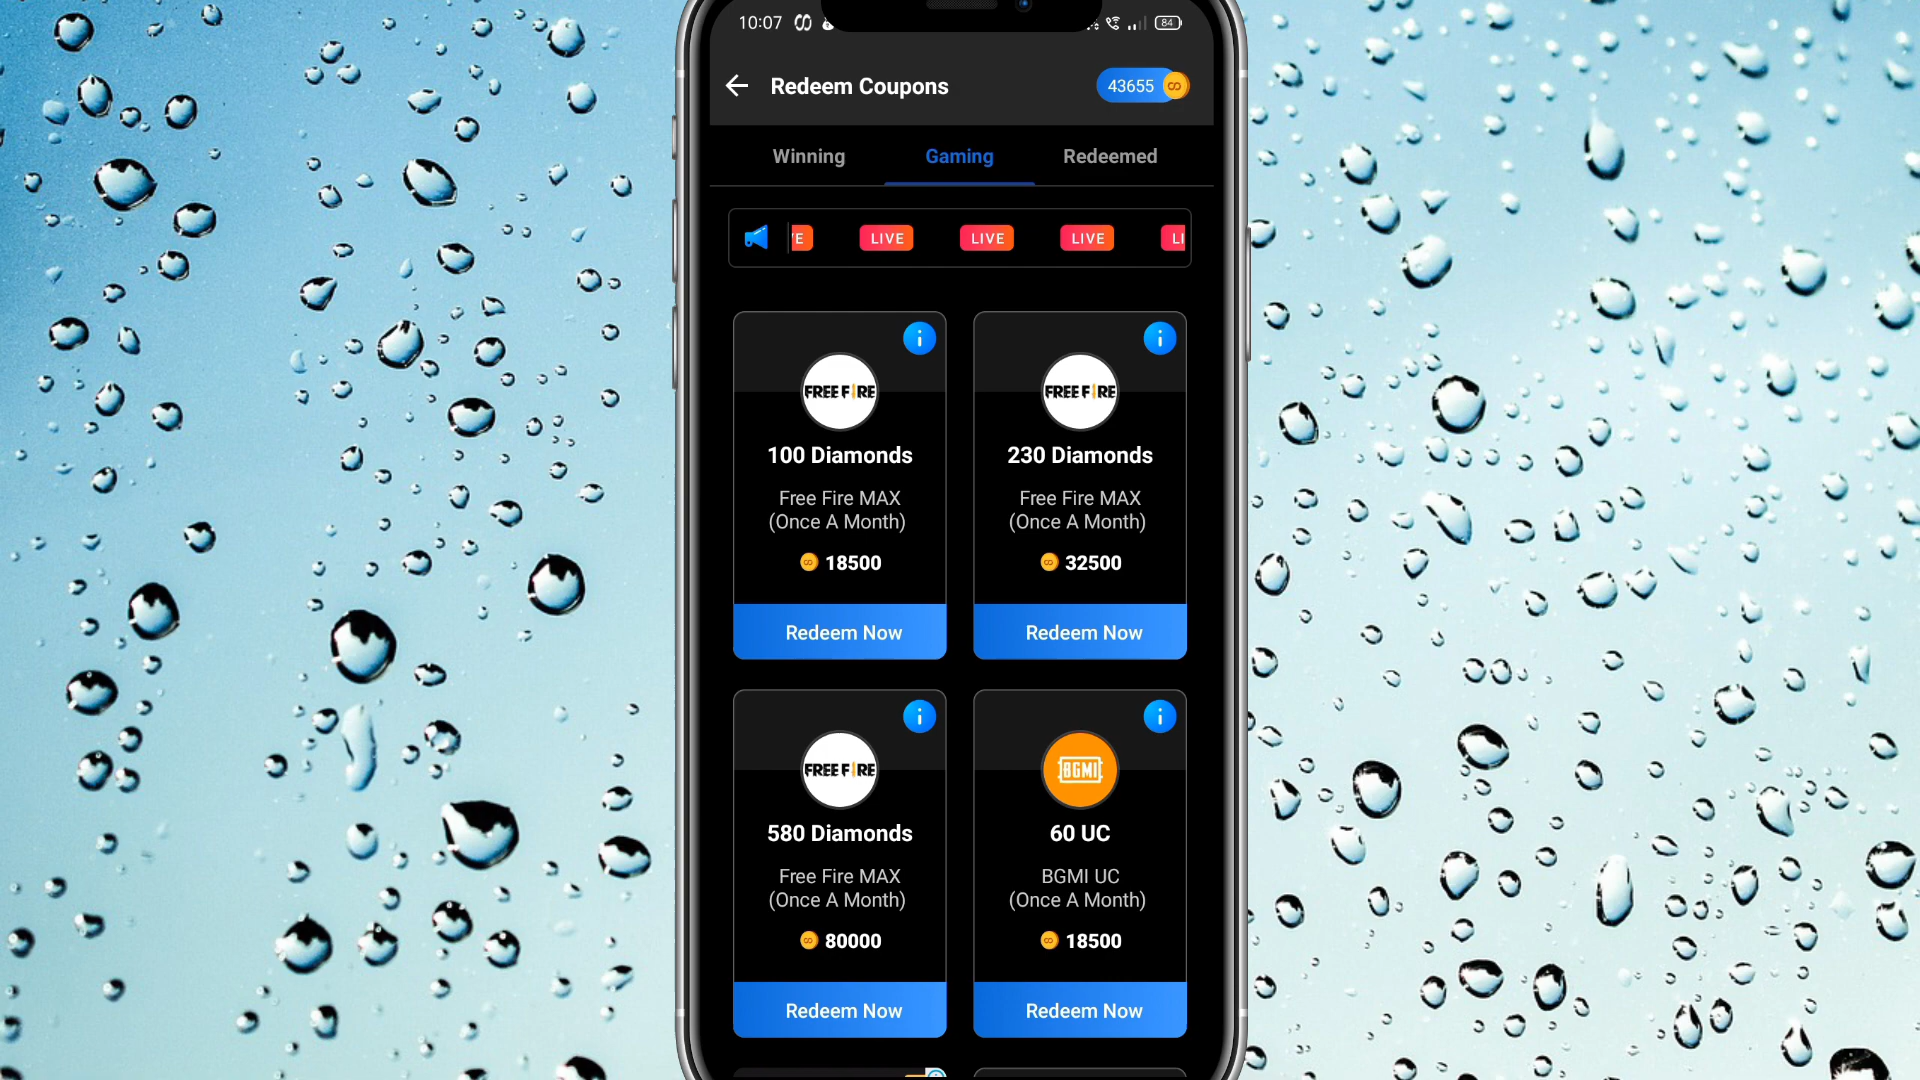 10:07
84
Redeem Coupons
43655
Winning Gaming Redeemed
LIVE LIVE LIVE
FREE FIRE
100 Diamonds
Free Fire MAX
(Once A Month)
18500
Redeem Now
FREE FIRE
230 Diamonds
Free Fire MAX
(Once A Month)
32500
Redeem Now
FREE FIRE
580 Diamonds
Free Fire MAX
(Once A Month)
80000
Redeem Now
BGMI
60 UC
BGMI UC
(Once A Month)
18500
Redeem Now